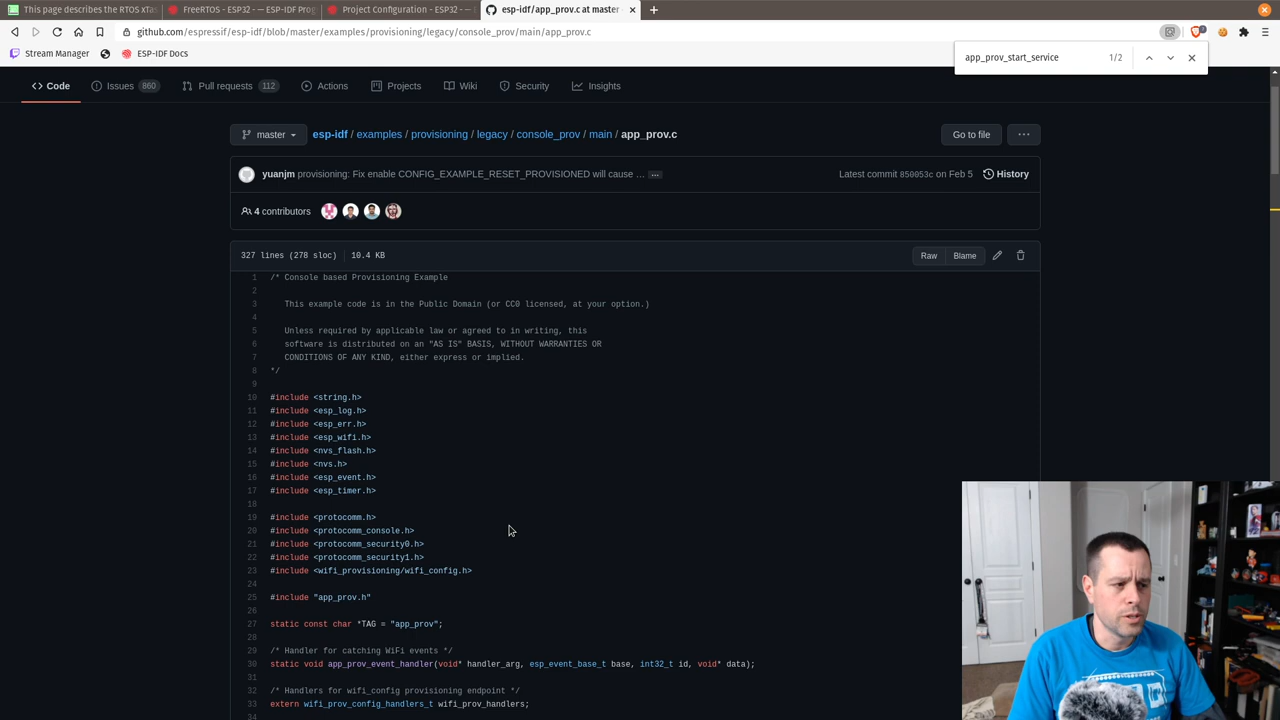 This page describes the RTOS xTas
FreeRTOS - ESP32 - — ESP-IDF Prog
Project Configuration - ESP32 - —
esp-idf/app_prov.c at master
github.com/espressif/esp-idf/blob/master/examples/provisioning/legacy/console_prov/main/app_prov.c
Stream Manager
ESP-IDF Docs
app_prov_start_service 1/2
Code
Issues 860
Pull requests 112
Actions
Projects
Wiki
Security
Insights
master
esp-idf / examples / provisioning / legacy / console_prov / main / app_prov.c
Go to file
yuanjm provisioning: Fix enable CONFIG_EXAMPLE_RESET_PROVISIONED will cause …
Latest commit 850053c on Feb 5
History
4 contributors
327 lines (278 sloc) 10.4 KB
Raw
Blame
1 /* Console based Provisioning Example
2
3 This example code is in the Public Domain (or CC0 licensed, at your option.)
4
5 Unless required by applicable law or agreed to in writing, this
6 software is distributed on an "AS IS" BASIS, WITHOUT WARRANTIES OR
7 CONDITIONS OF ANY KIND, either express or implied.
8 */
9
10 #include <string.h>
11 #include <esp_log.h>
12 #include <esp_err.h>
13 #include <esp_wifi.h>
14 #include <nvs_flash.h>
15 #include <nvs.h>
16 #include <esp_event.h>
17 #include <esp_timer.h>
18
19 #include <protocomm.h>
20 #include <protocomm_console.h>
21 #include <protocomm_security0.h>
22 #include <protocomm_security1.h>
23 #include <wifi_provisioning/wifi_config.h>
24
25 #include "app_prov.h"
26
27 static const char *TAG = "app_prov";
28
29 /* Handler for catching WiFi events */
30 static void app_prov_event_handler(void* handler_arg, esp_event_base_t base, int32_t id, void* data);
31
32 /* Handlers for wifi_config provisioning endpoint */
33 extern wifi_prov_config_handlers_t wifi_prov_handlers;
34